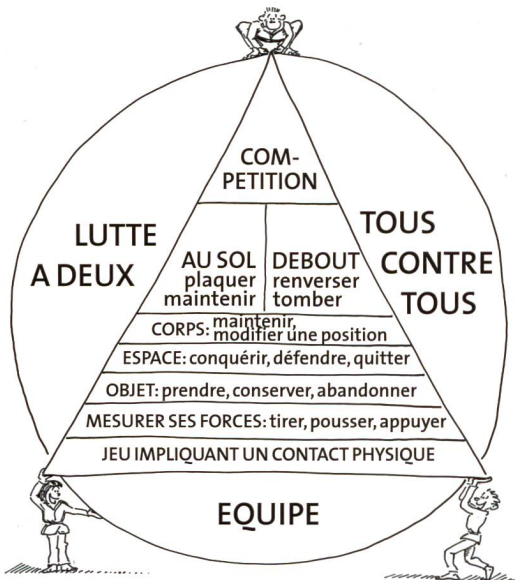 COM-
PETITION
LUTTE
A DEUX
TOUS
CONTRE
TOUS
AU SOL
plaquer
maintenir
DEBOUT
renverser
tomber
CORPS: maintenir,
modifier une position
ESPACE: conquérir, défendre, quitter
OBJET: prendre, conserver, abandonner
MESURER SES FORCES: tirer, pousser, appuyer
JEU IMPLIQUANT UN CONTACT PHYSIQUE
EQUIPE